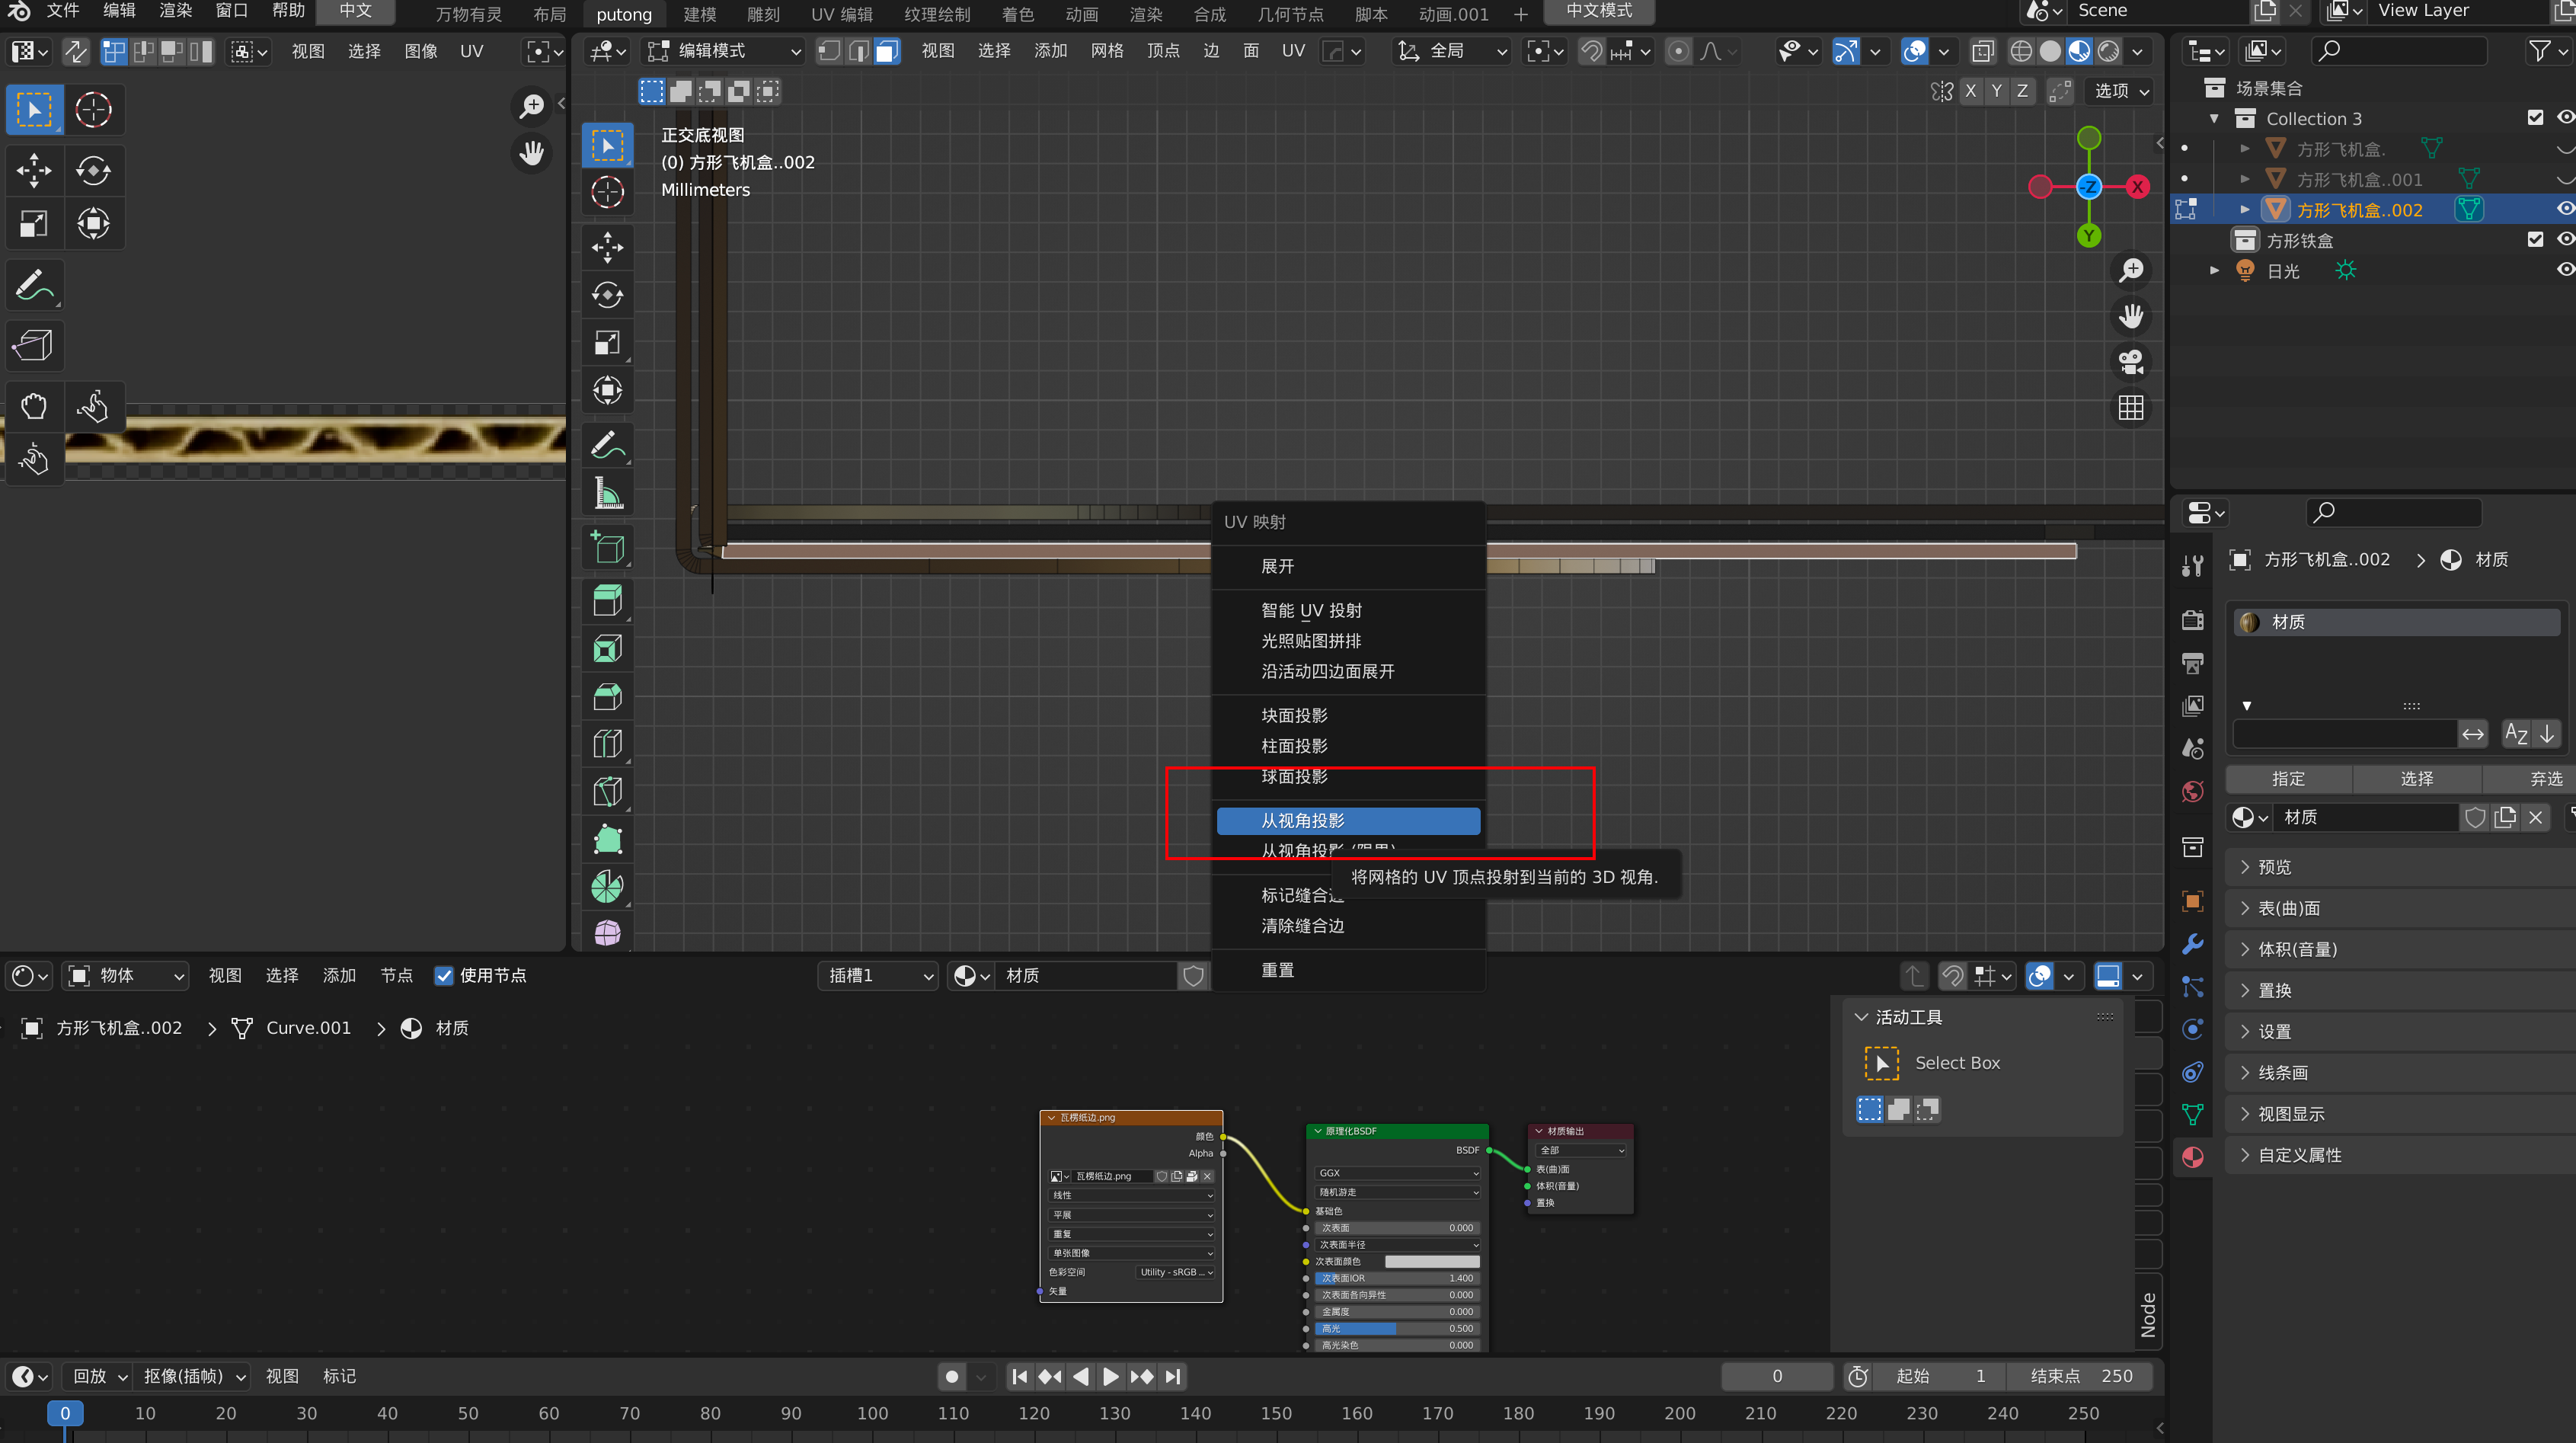 文件 编辑 渲染 窗口 帮助 中文 万物有灵 布局 putong 建模 雕刻 UV 编辑 纹理绘制 着色 动画 渲染 合成 几何节点 脚本 动画.001 + 中文模式 Scene View Layer
视图 选择 图像 UV
编辑模式 视图 选择 添加 网格 顶点 边 面 UV 全局
X Y Z 选项
正交底视图
(0) 方形飞机盒..002
Millimeters
-Z X Y
场景集合
Collection 3
方形飞机盒.
方形飞机盒..001
方形飞机盒..002
方形铁盒
日光
UV 映射
展开
智能 UV 投射
光照贴图拼排
沿活动四边面展开
块面投影
柱面投影
球面投影
从视角投影
从视角投影 (限界)
将网格的 UV 顶点投射到当前的 3D 视角.
标记缝合边
清除缝合边
重置
方形飞机盒..002 材质
材质
指定 选择 弃选
材质
预览
表(曲)面
体积(音量)
置换
设置
线条画
视图显示
自定义属性
物体 视图 选择 添加 节点 使用节点 插槽1 材质
方形飞机盒..002 Curve.001 材质
活动工具
Select Box
Node
瓦楞纸边.png
颜色
Alpha
瓦楞纸边.png
线性
平展
重复
单张图像
色彩空间 Utility - sRGB ...
矢量
原理化BSDF
BSDF
GGX
随机游走
基础色
次表面 0.000
次表面半径
次表面颜色
次表面IOR 1.400
次表面各向异性 0.000
金属度 0.000
高光 0.500
高光染色 0.000
材质输出
全部
表(曲)面
体积(音量)
置换
回放 抠像(插帧) 视图 标记 0 起始 1 结束点 250
0 10 20 30 40 50 60 70 80 90 100 110 120 130 140 150 160 170 180 190 200 210 220 230 240 250